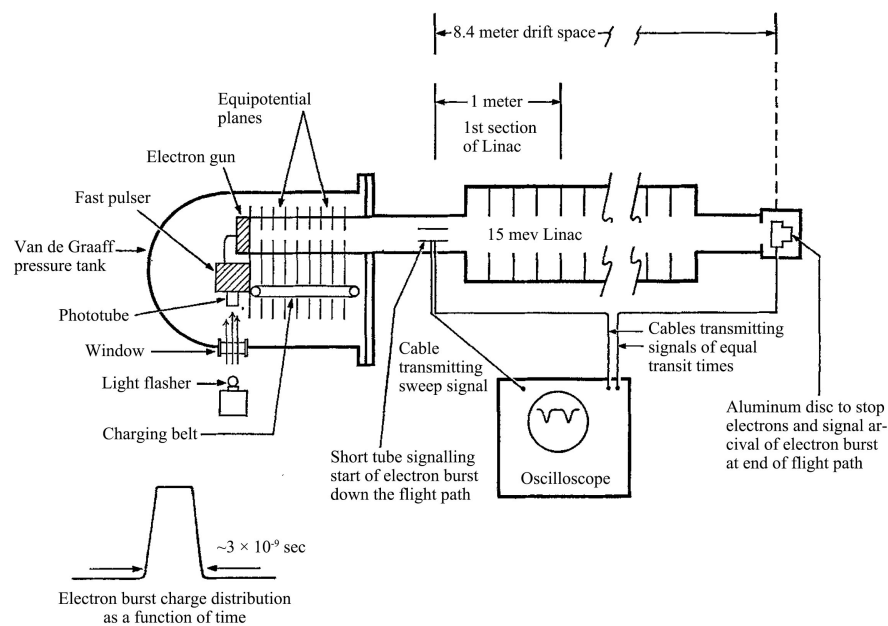 8.4 meter drift space
1 meter
1st section
of Linac
Equipotential
planes
Electron gun
Fast pulser
Van de Graaff
pressure tank
15 mev Linac
Phototube
Window
Light flasher
Charging belt
Cable
transmitting
sweep signal
Cables transmitting
signals of equal
transit times
Short tube signalling
start of electron burst
down the flight path
Oscilloscope
Aluminum disc to stop
electrons and signal ar-
cival of electron burst
at end of flight path
~3 × 10⁻⁹ sec
Electron burst charge distribution
as a function of time